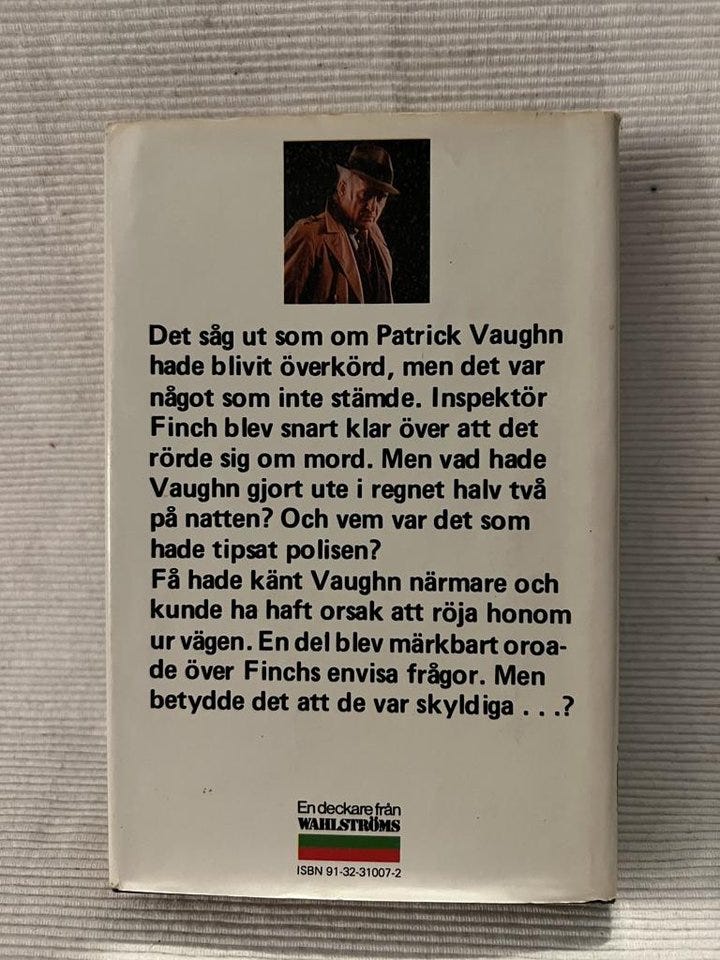 Det såg ut som om Patrick Vaughn
hade blivit överkörd, men det var
något som inte stämde. Inspektör
Finch blev snart klar över att det
rörde sig om mord. Men vad hade
Vaughn gjort ute i regnet halv två
på natten? Och vem var det som
hade tipsat polisen?
Få hade känt Vaughn närmare och
kunde ha haft orsak att röja honom
ur vägen. En del blev märkbart oroa-
de över Finchs envisa frågor. Men
betydde det att de var skyldiga . . .?
En deckare från
WAHLSTRÖMS
ISBN 91-32-31007-2